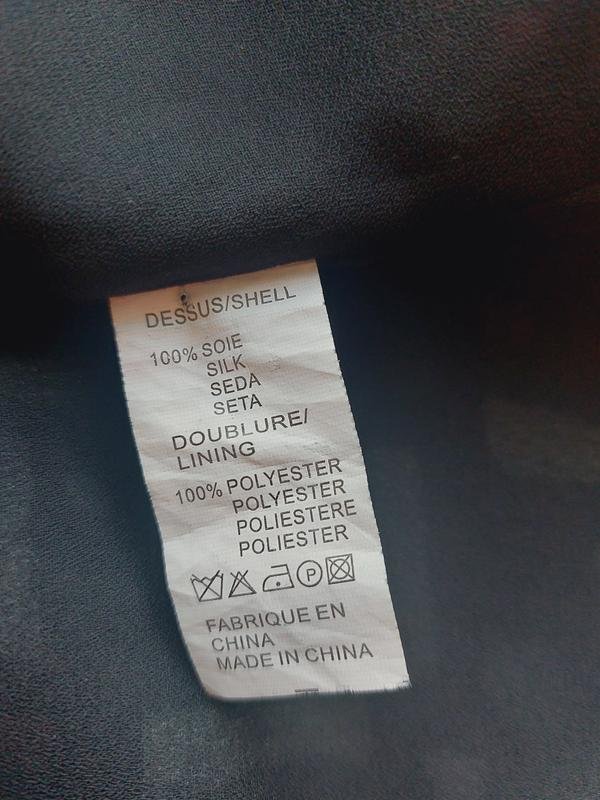 DESSUS/SHELL
100% SOIE
SILK
SEDA
SETA
DOUBLURE/
LINING
100% POLYESTER
POLYESTER
POLIESTERE
POLIESTER
P
FABRIQUE EN
CHINA
MADE IN CHINA